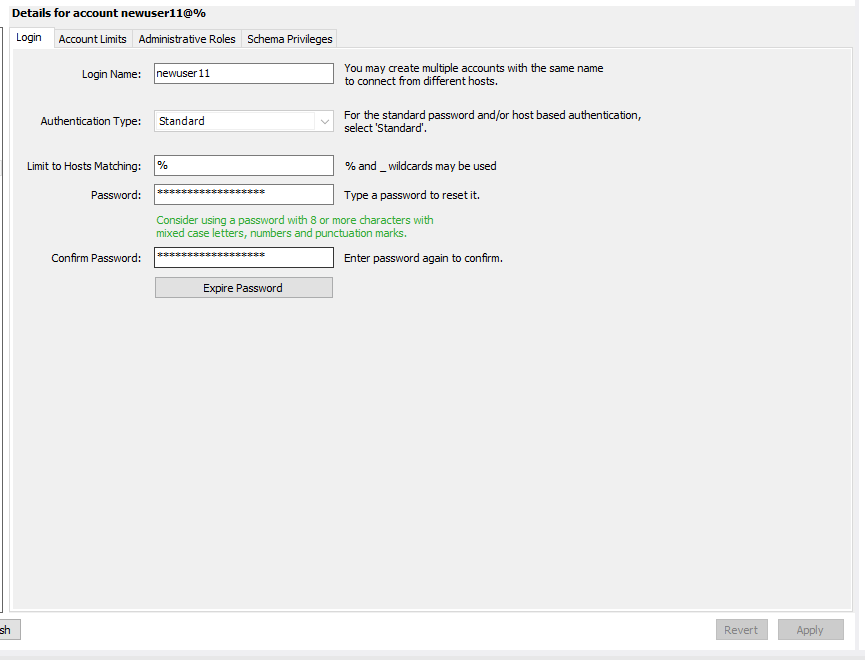 Details for account newuser11@%
Login Account Limits Administrative Roles Schema Privileges
Login Name: newuser11 You may create multiple accounts with the same name
to connect from different hosts.
Authentication Type: Standard For the standard password and/or host based authentication,
select 'Standard'.
Limit to Hosts Matching: % % and _ wildcards may be used
Password: ****************** Type a password to reset it.
Consider using a password with 8 or more characters with
mixed case letters, numbers and punctuation marks.
Confirm Password: ****************** Enter password again to confirm.
Expire Password
sh Revert Apply